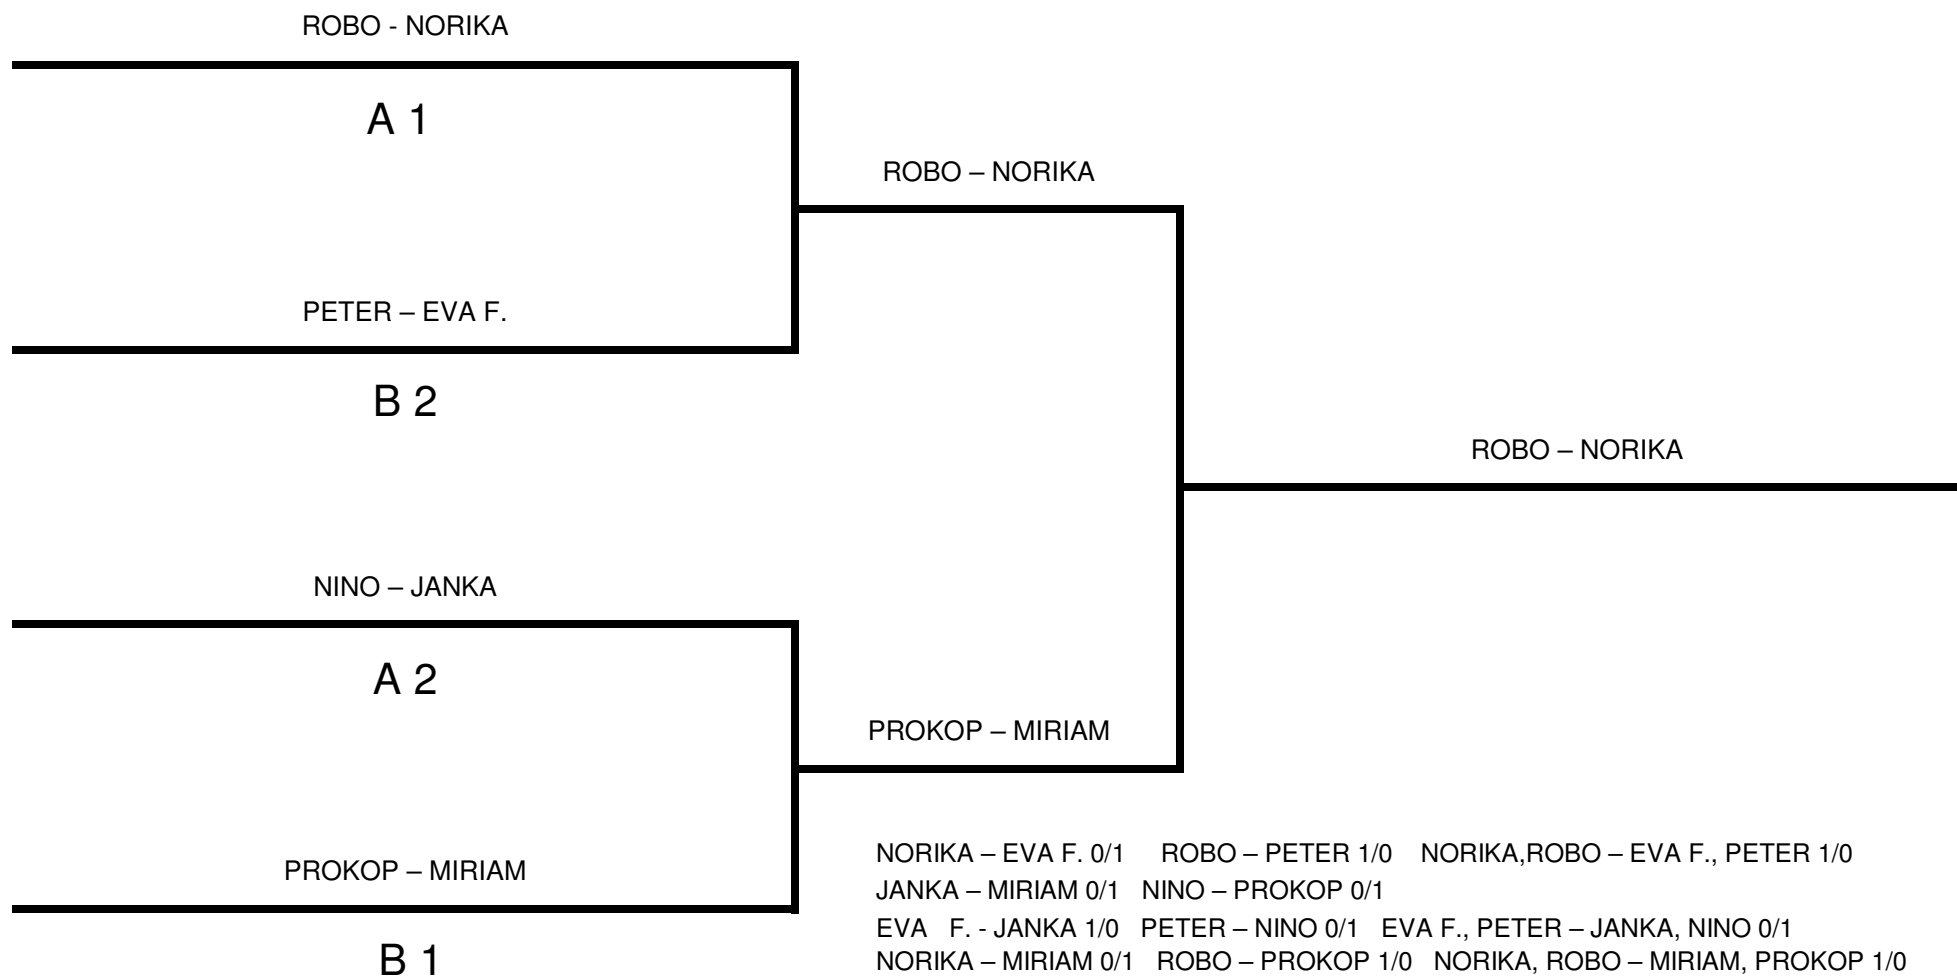 ROBO - NORIKA
A 1
ROBO – NORIKA
PETER – EVA F.
B 2
ROBO – NORIKA
NINO – JANKA
A 2
PROKOP – MIRIAM
PROKOP – MIRIAM
B 1
NORIKA – EVA F. 0/1 ROBO – PETER 1/0 NORIKA,ROBO – EVA F., PETER 1/0
JANKA – MIRIAM 0/1 NINO – PROKOP 0/1
EVA F. - JANKA 1/0 PETER – NINO 0/1 EVA F., PETER – JANKA, NINO 0/1
NORIKA – MIRIAM 0/1 ROBO – PROKOP 1/0 NORIKA, ROBO – MIRIAM, PROKOP 1/0